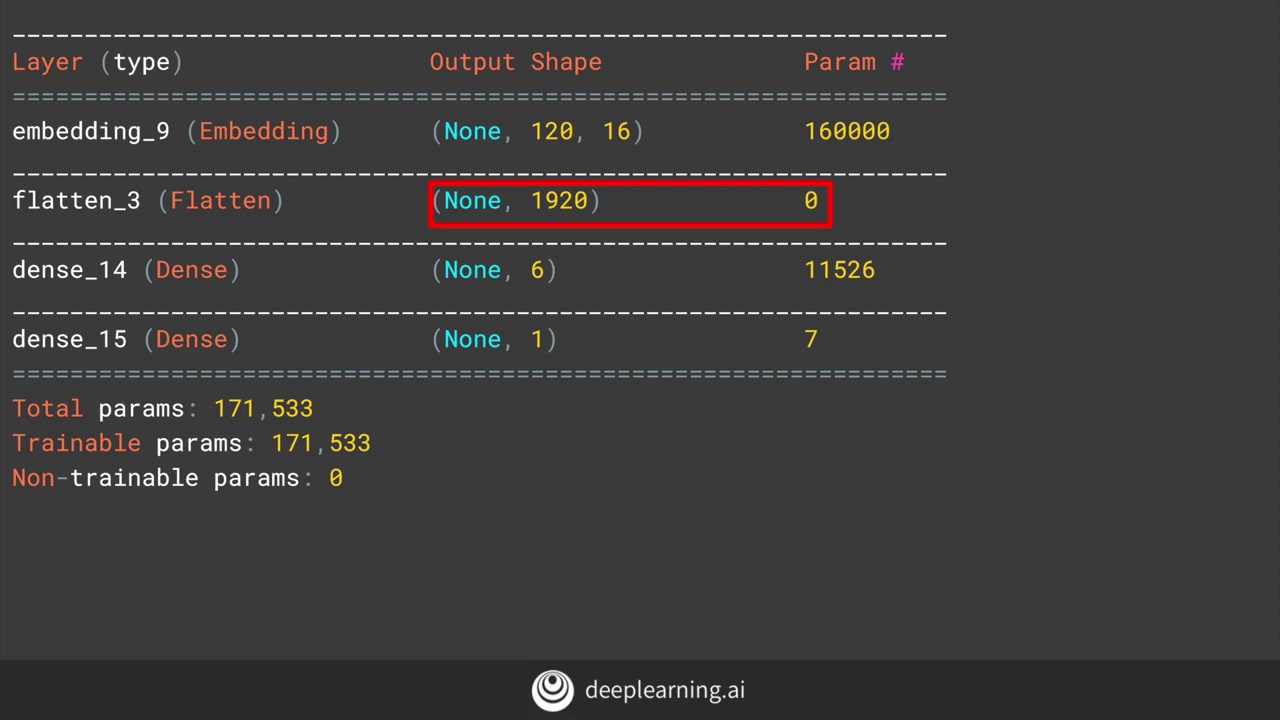 Layer (type) Output Shape Param #
embedding_9 (Embedding) (None, 120, 16) 160000
flatten_3 (Flatten) (None, 1920) 0
dense_14 (Dense) (None, 6) 11526
dense_15 (Dense) (None, 1) 7
Total params: 171,533
Trainable params: 171,533
Non-trainable params: 0
deeplearning.ai